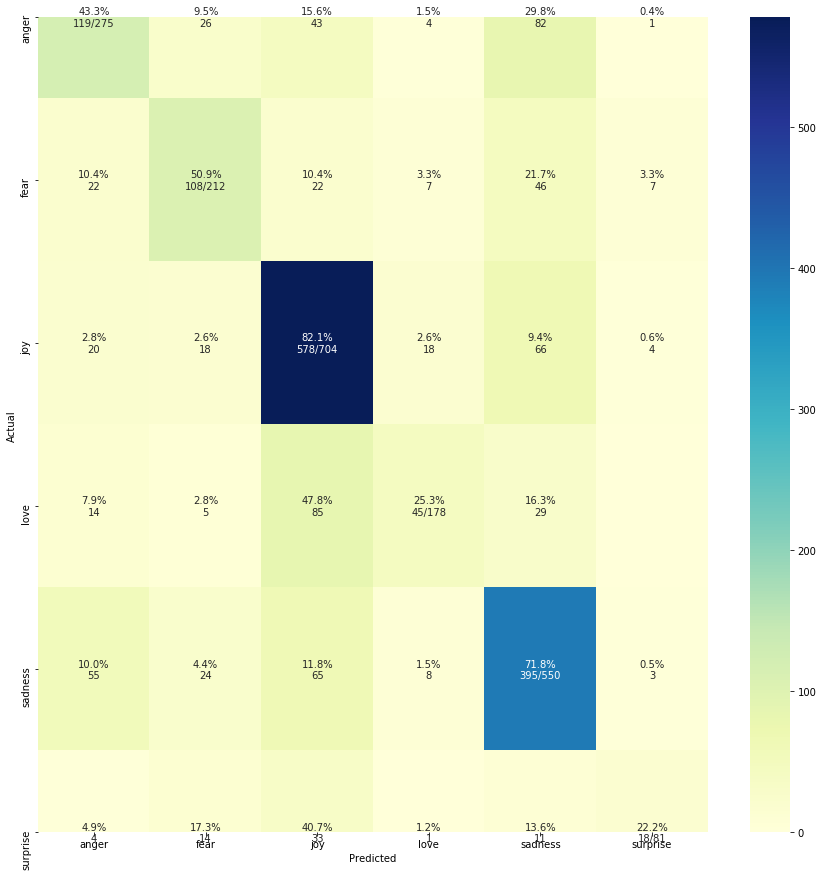 43.3% 9.5% 15.6% 1.5% 29.8% 0.4%
anger 119/275 26 43 4 82 1
500
10.4% 50.9% 10.4% 3.3% 21.7% 3.3%
fear 22 108/212 22 7 46 7
400
2.8% 2.6% 82.1% 2.6% 9.4% 0.6%
joy 20 18 578/704 18 66 4
300
Actual
7.9% 2.8% 47.8% 25.3% 16.3%
love 14 5 85 45/178 29
200
10.0% 4.4% 11.8% 1.5% 71.8% 0.5%
sadness 55 24 65 8 395/550 3
100
4.9% 17.3% 40.7% 1.2% 13.6% 22.2%
0
surprise 4 14 33 1 11 18/81
anger fear joy love sadness surprise
Predicted